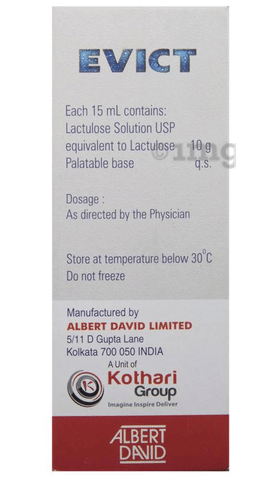 EVICT
Each 15 mL contains:
Lactulose Solution USP
equivalent to Lactulose 10 g
Palatable base q.s.
1mg
Dosage :
As directed by the Physician
Store at temperature below 30°C
Do not freeze
Manufactured by
ALBERT DAVID LIMITED
5/11 D Gupta Lane
Kolkata 700 050 INDIA
A Unit of
K
Kothari
Group
Imagine Inspire Deliver
ALBERT
DAVID